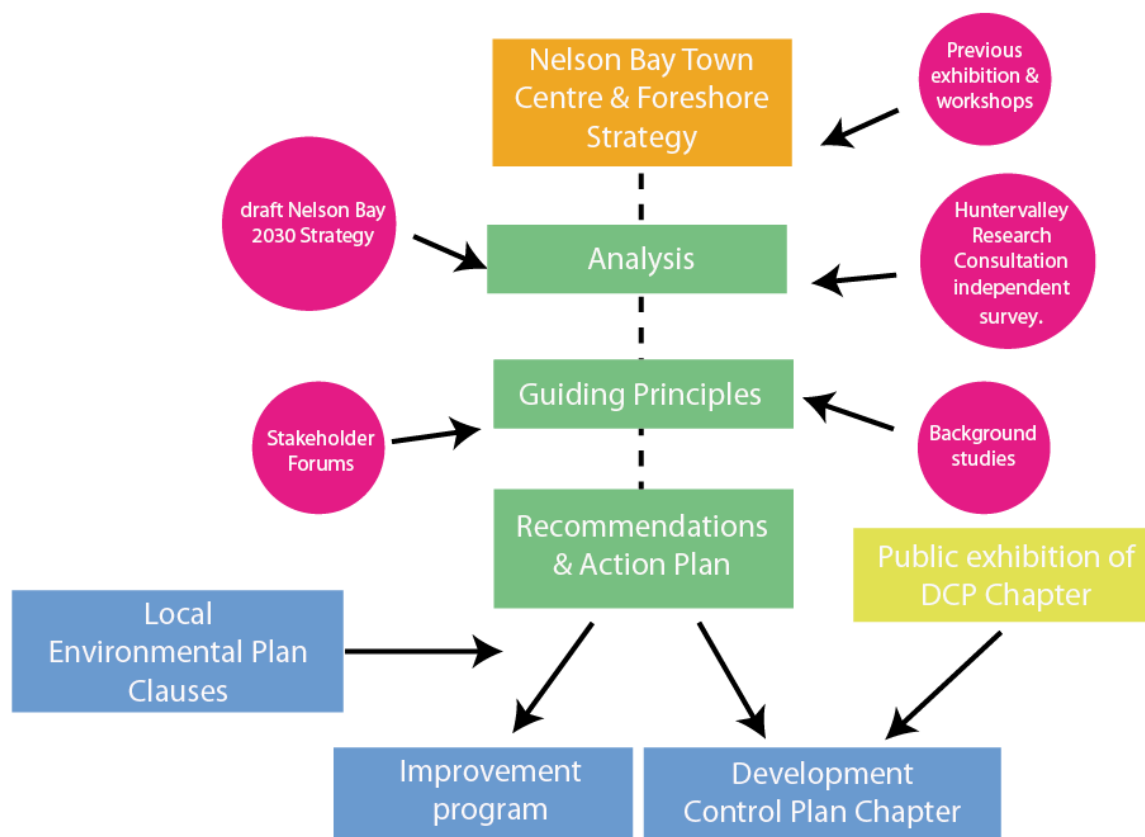 Nelson Bay Town
Centre & Foreshore
Strategy
Previous
exhibition &
workshops
draft Nelson Bay
2030 Strategy
Analysis
Huntervalley
Research
Consultation
independent
survey.
Guiding Principles
Stakeholder
Forums
Background
studies
Recommendations
& Action Plan
Public exhibition of
DCP Chapter
Local
Environmental Plan
Clauses
Improvement
program
Development
Control Plan Chapter